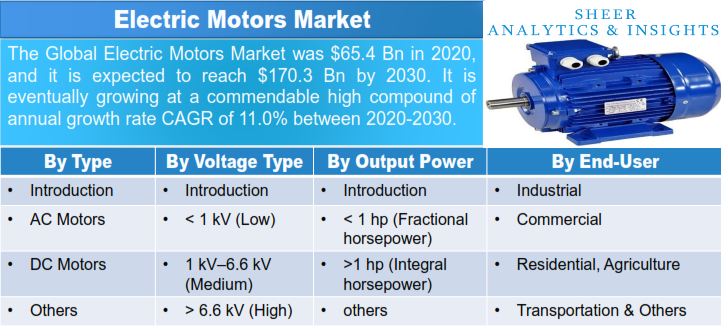 Electric Motors Market
The Global Electric Motors Market was $65.4 Bn in 2020,
and it is expected to reach $170.3 Bn by 2030. It is
eventually growing at a commendable high compound of
annual growth rate CAGR of 11.0% between 2020-2030.
SHEER
ANALYTICS & INSIGHTS
By Type By Voltage Type By Output Power By End-User
• Introduction • Introduction • Introduction • Industrial
• AC Motors • < 1 kV (Low) • < 1 hp (Fractional
horsepower) • Commercial
• DC Motors • 1 kV–6.6 kV
(Medium) • >1 hp (Integral
horsepower) • Residential, Agriculture
• Others • > 6.6 kV (High) • others • Transportation & Others